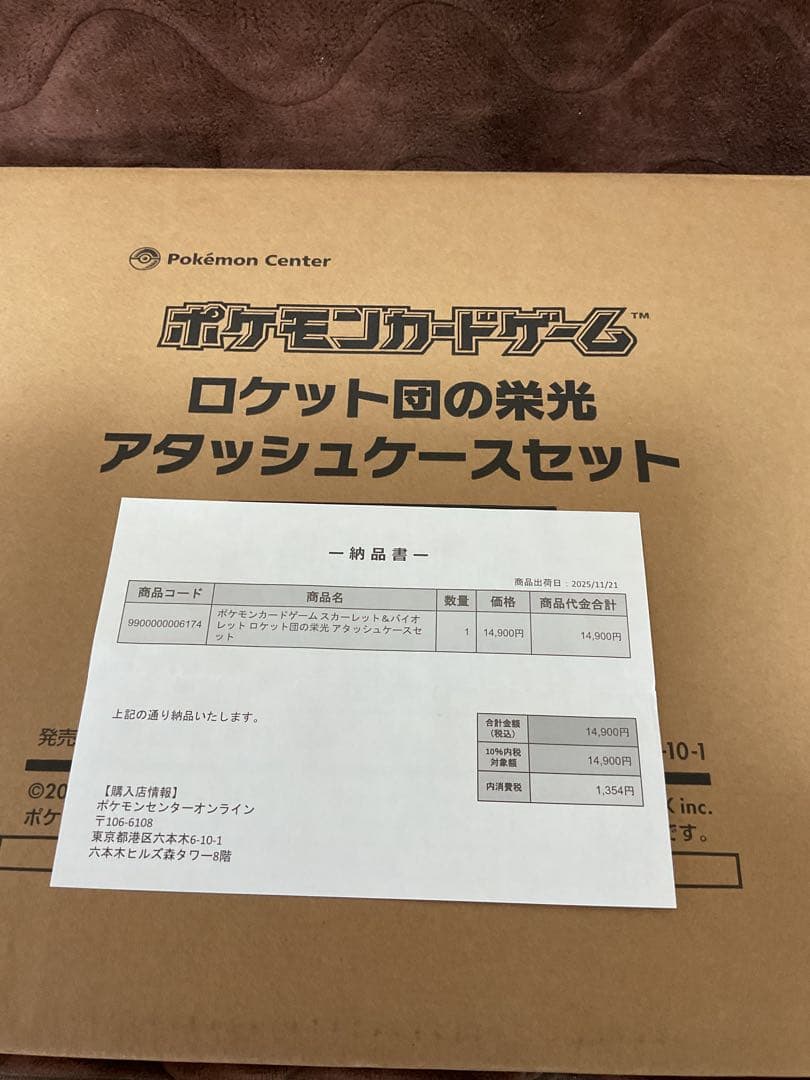 Pokémon Center
ポケモンカードゲーム™
ロケット団の栄光
アタッシュケースセット
―納品書―
商品出荷日：2025/11/21
商品コード 商品名 数量 価格 商品代金合計
9900000006174 ポケモンカードゲーム スカーレット＆バイオ
レット ロケット団の栄光 アタッシュケースセ
ット 1 14,900円 14,900円
上記の通り納品いたします。
合計金額
(税込) 14,900円
10%内税
対象額 14,900円
内消費税 1,354円
【購入店情報】
ポケモンセンターオンライン
〒106-6108
東京都港区六本木6-10-1
六本木ヒルズ森タワー8階
発売
-10-1
©20
inc.
ポケ
です。